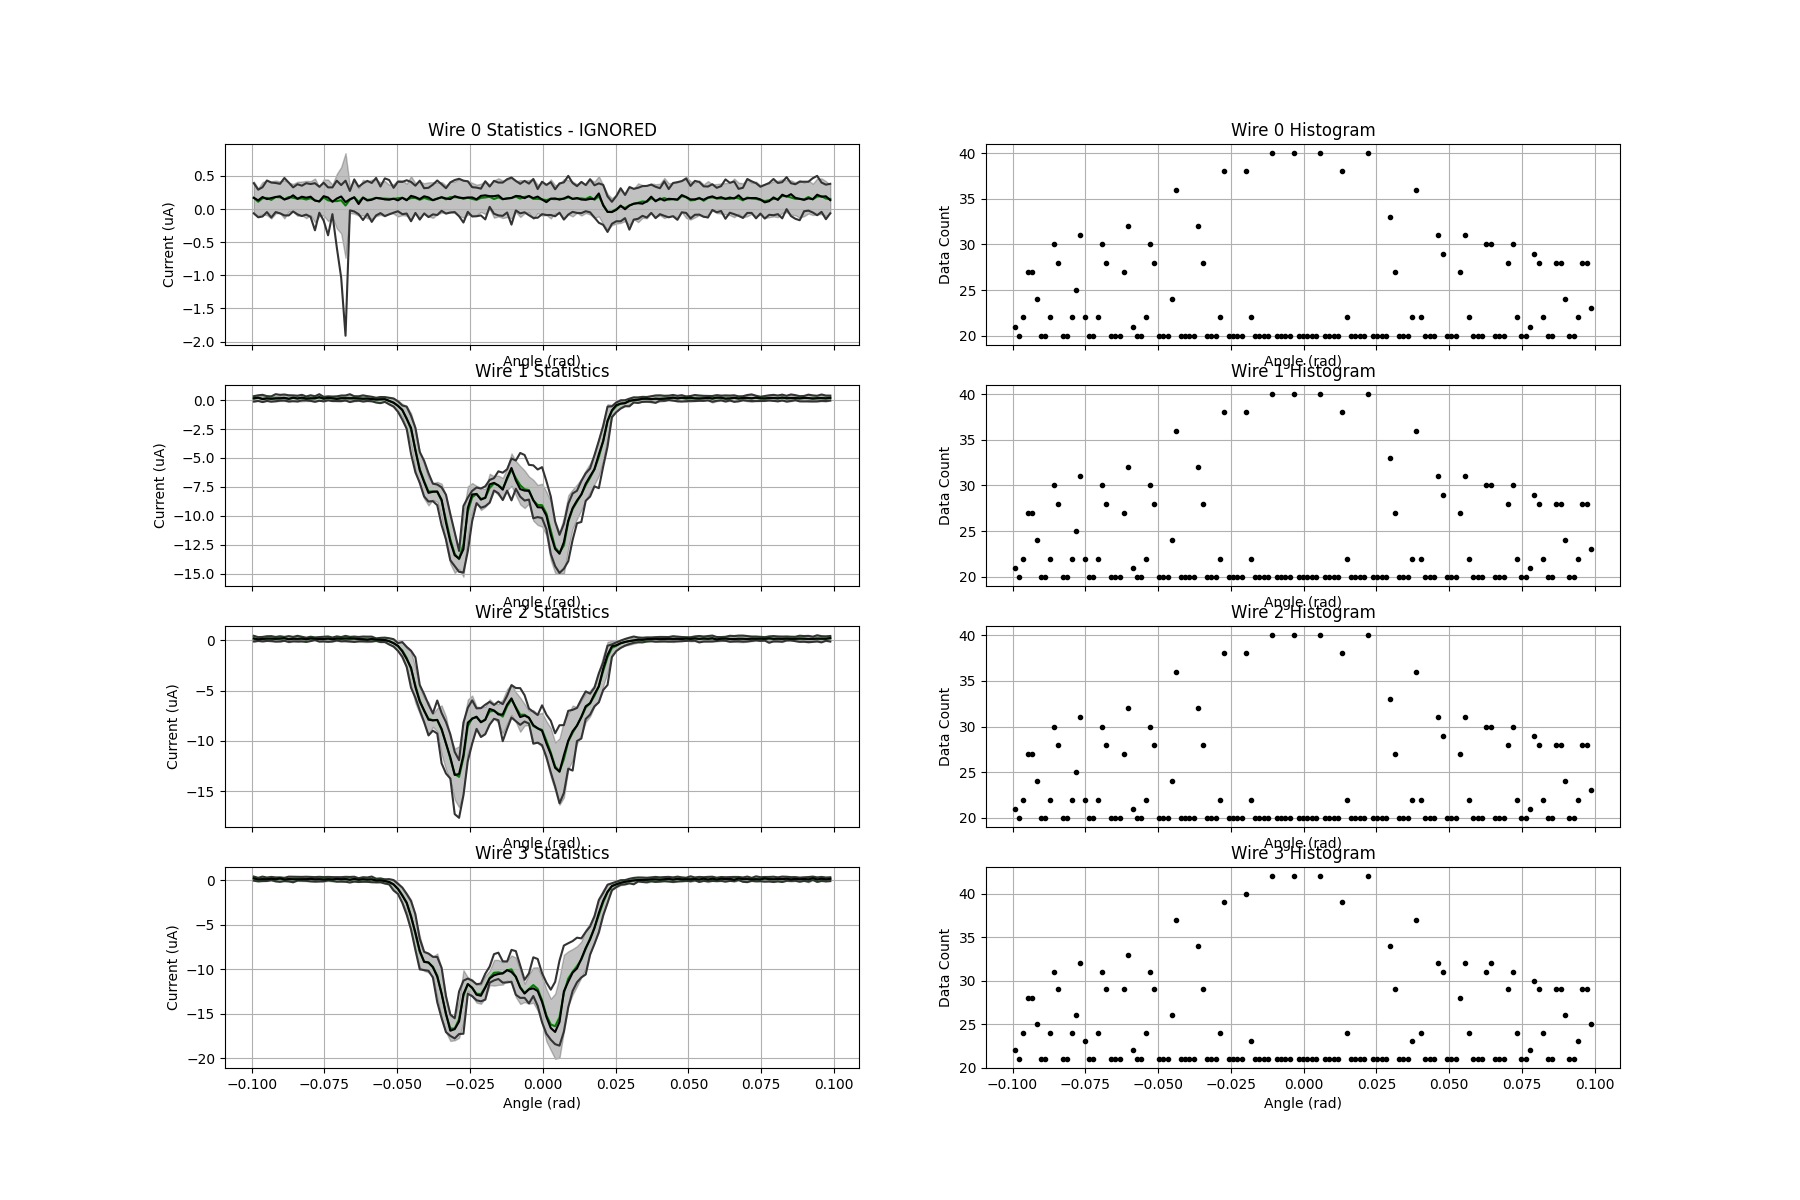 Wire 0 Statistics - IGNORED
Current (uA)
0.5
0.0
−0.5
−1.0
−1.5
−2.0
Angle (rad)
Wire 0 Histogram
Data Count
40
35
30
25
20
Angle (rad)
Wire 1 Statistics
Current (uA)
0.0
−2.5
−5.0
−7.5
−10.0
−12.5
−15.0
Angle (rad)
Wire 1 Histogram
Data Count
40
35
30
25
20
Angle (rad)
Wire 2 Statistics
Current (uA)
0
−5
−10
−15
Angle (rad)
Wire 2 Histogram
Data Count
40
35
30
25
20
Angle (rad)
Wire 3 Statistics
Current (uA)
0
−5
−10
−15
−20
−0.100 −0.075 −0.050 −0.025 0.000 0.025 0.050 0.075 0.100
Angle (rad)
Wire 3 Histogram
Data Count
40
35
30
25
20
−0.100 −0.075 −0.050 −0.025 0.000 0.025 0.050 0.075 0.100
Angle (rad)